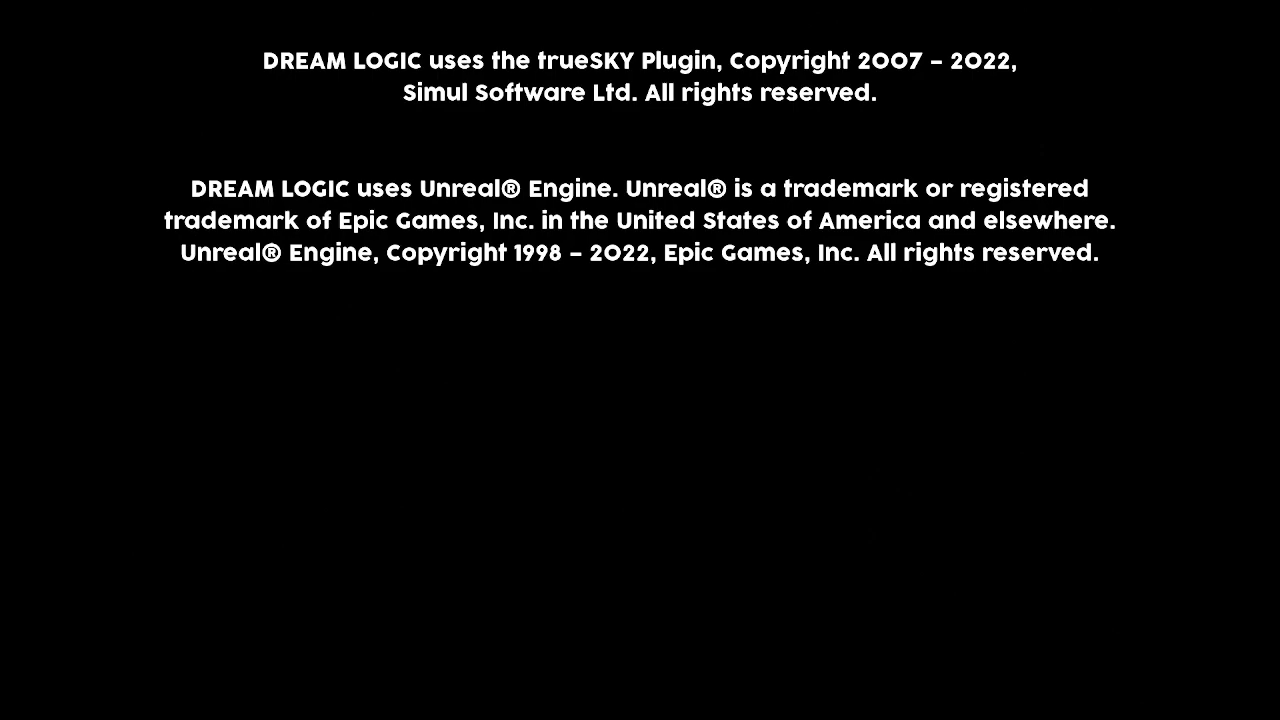 DREAM LOGIC uses the trueSKY Plugin, Copyright 2007 - 2022,
Simul Software Ltd. All rights reserved.
DREAM LOGIC uses Unreal® Engine. Unreal® is a trademark or registered
trademark of Epic Games, Inc. in the United States of America and elsewhere.
Unreal® Engine, Copyright 1998 - 2022, Epic Games, Inc. All rights reserved.